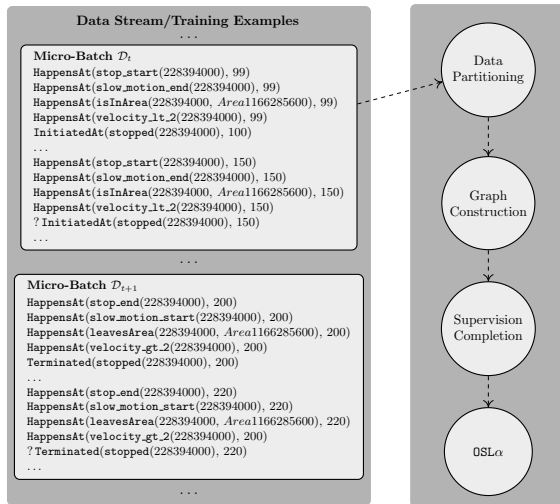 Data Stream/Training Examples
...
Micro-Batch 𝒟t
HappensAt(stop_start(228394000), 99)
HappensAt(slow_motion_end(228394000), 99)
HappensAt(isInArea(228394000, Area1166285600), 99)
HappensAt(velocity_lt_2(228394000), 99)
InitiatedAt(stopped(228394000), 100)
...
HappensAt(stop_start(228394000), 150)
HappensAt(slow_motion_end(228394000), 150)
HappensAt(isInArea(228394000, Area1166285600), 150)
HappensAt(velocity_lt_2(228394000), 150)
? InitiatedAt(stopped(228394000), 150)
...
...
Micro-Batch 𝒟t+1
HappensAt(stop_end(228394000), 200)
HappensAt(slow_motion_start(228394000), 200)
HappensAt(leavesArea(228394000, Area1166285600), 200)
HappensAt(velocity_gt_2(228394000), 200)
Terminated(stopped(228394000), 200)
...
HappensAt(stop_end(228394000), 220)
HappensAt(slow_motion_start(228394000), 220)
HappensAt(leavesArea(228394000, Area1166285600), 220)
HappensAt(velocity_gt_2(228394000), 200)
? Terminated(stopped(228394000), 220)
...
...
Data
Partitioning
Graph
Construction
Supervision
Completion
OSLα